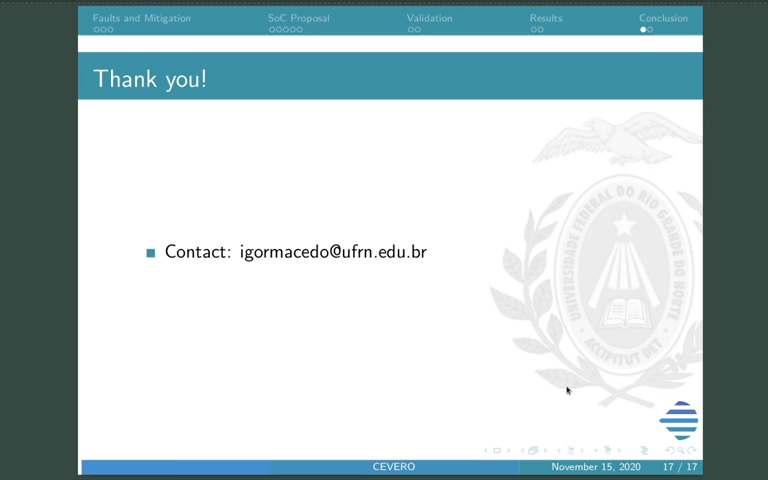 Faults and Mitigation
SoC Proposal
Validation
Results
Conclusion
Thank you!
Contact: igormacedo@ufrn.edu.br
UNIVERSIDADE FEDERAL DO RIO GRANDE DO NORTE
ACCIPITUT DET
CEVERO
November 15, 2020
17 / 17